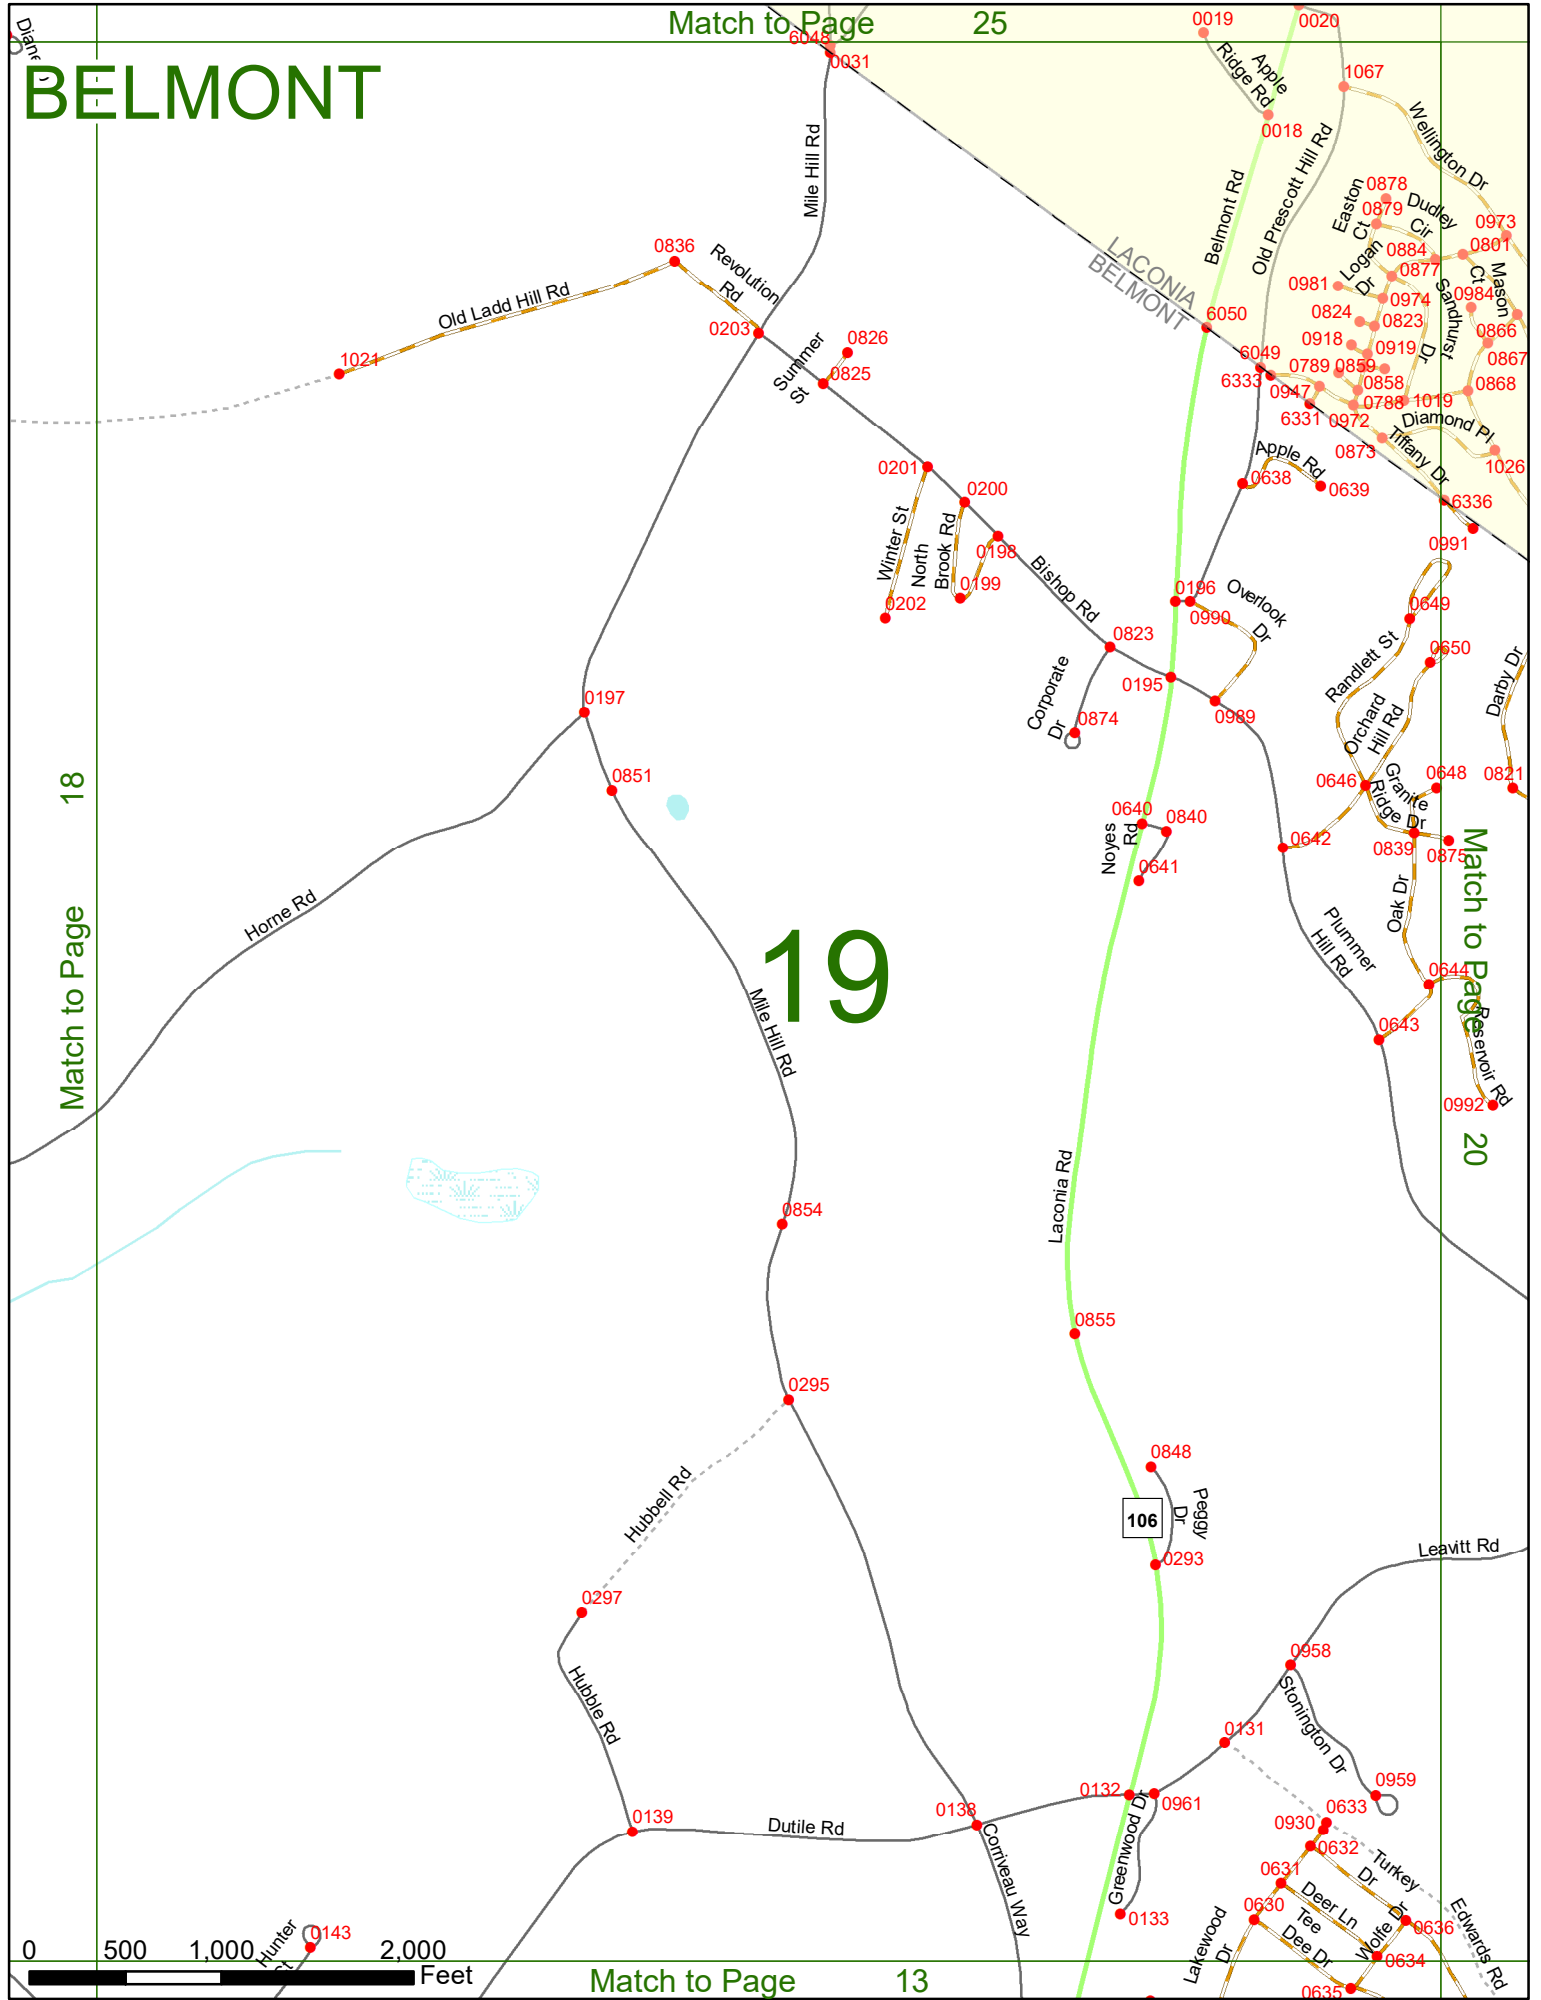 Match to Page 25
BELMONT
Diane
6048
0031
0019
0020
Apple
Ridge Rd
0018
1067
Wellington Dr
Mile Hill Rd
Belmont Rd
Old Prescott Hill Rd
0878
Easton
Ct
0879
Dudley
Cir
0973
0884
0801
Logan
Dr
0877
Mason
Ct
0981
0974
Sandhurst
Dr
0984
0824
0823
0866
0918
0919
0867
LACONIA
BELMONT
6050
6049
6333
0789
0859
0858
0868
0947
0788
1019
6331
0972
Diamond Pl
0873
Tiffany Dr
1026
0836
Revolution
Rd
Old Ladd Hill Rd
0203
1021
Summer
St
0826
0825
Apple Rd
0638
0639
6336
0991
0201
0200
Winter St
North
Brook Rd
0198
0199
0202
Bishop Rd
0196
0990
Overlook
Dr
0649
0650
Randlett St
Orchard
Hill Rd
Darby Dr
0823
0195
0989
Corporate
Dr
0874
0197
0851
18
Match to Page
0646
Granite
Ridge Dr
0648
0821
0640
0840
Noyes
Rd
0641
0642
0839
0875
Oak Dr
Plummer
Hill Rd
Match to Page
20
Horne Rd
19
Mile Hill Rd
0644
0643
Reservoir Rd
0992
Laconia Rd
0854
0855
0295
0848
Peggy
Dr
106
0293
Hubbell Rd
0297
Hubble Rd
Leavitt Rd
0958
Stonington Dr
0131
0959
0132
0961
0633
0930
0632
0138
0139
Dutile Rd
Corriveau Way
Greenwood Dr
0133
Turkey
Dr
0631
Deer Ln
0630
Tee
Dee Dr
Wolfe Dr
0636
0634
0635
Lakewood
Dr
Edwards Rd
0143
Hunter
Ct
0 500 1,000 2,000
Feet
Match to Page 13